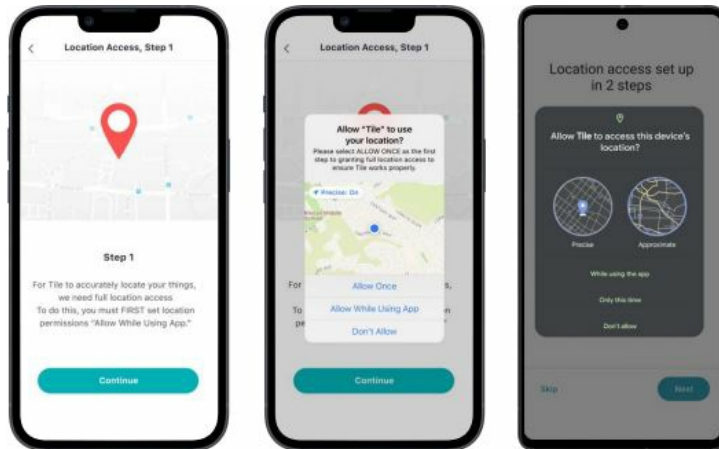 Location Access, Step 1
Step 1
For Tile to accurately locate your things,
we need full location access
To do this, you must FIRST set location
permissions "Allow While Using App."
Continue
Location Access, Step 1
Allow "Tile" to use
your location?
Please select ALLOW ONCE as the first
step to granting full location access to
ensure Tile works properly.
Precise: On
Allow Once
Allow While Using App
Don't Allow
For
s,
To
on
pe
Continue
Location access set up
in 2 steps
Allow Tile to access this device's
location?
Precise
Approximate
While using the app
Only this time
Don't allow
Skip
Next